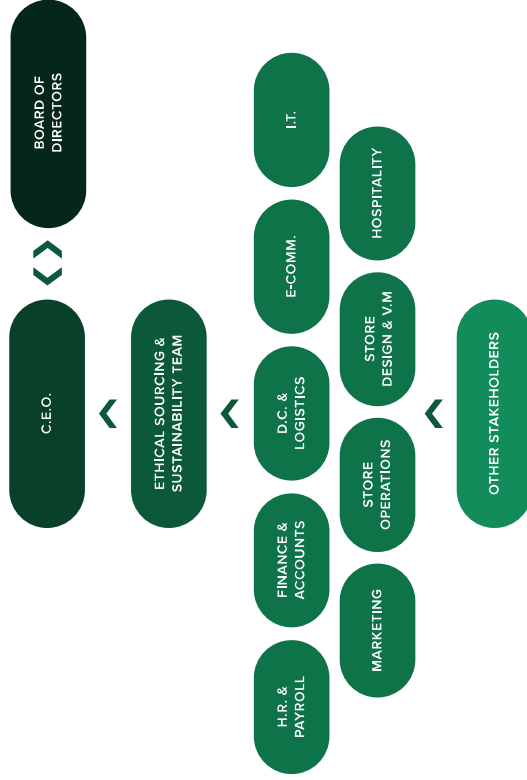 C.E.O.
BOARD OF
DIRECTORS
ETHICAL SOURCING &
SUSTAINABILITY TEAM
H.R. &
PAYROLL
FINANCE &
ACCOUNTS
D.C. &
LOGISTICS
E-COMM.
I.T.
MARKETING
STORE
OPERATIONS
STORE
DESIGN & V.M
HOSPITALITY
OTHER STAKEHOLDERS